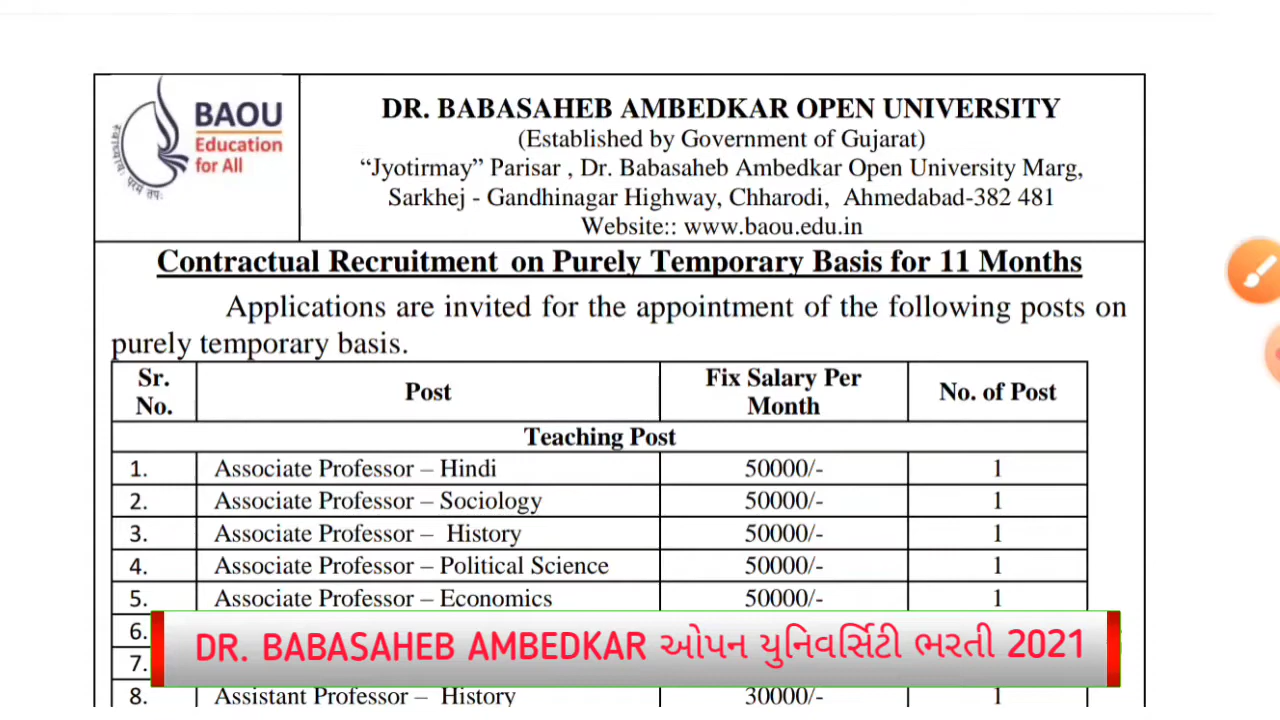 BAOU
Education
for All
स्वाध्यायः परमं तपः
DR. BABASAHEB AMBEDKAR OPEN UNIVERSITY
(Established by Government of Gujarat)
“Jyotirmay” Parisar , Dr. Babasaheb Ambedkar Open University Marg,
Sarkhej - Gandhinagar Highway, Chharodi, Ahmedabad-382 481
Website:: www.baou.edu.in
Contractual Recruitment on Purely Temporary Basis for 11 Months
Applications are invited for the appointment of the following posts on
purely temporary basis.
Sr. No. Post Fix Salary Per Month No. of Post
Teaching Post
1. Associate Professor – Hindi 50000/- 1
2. Associate Professor – Sociology 50000/- 1
3. Associate Professor – History 50000/- 1
4. Associate Professor – Political Science 50000/- 1
5. Associate Professor – Economics 50000/- 1
6.
7.
DR. BABASAHEB AMBEDKAR ઓપન યુનિવર્સિટી ભરતી 2021
8. Assistant Professor – History 30000/- 1